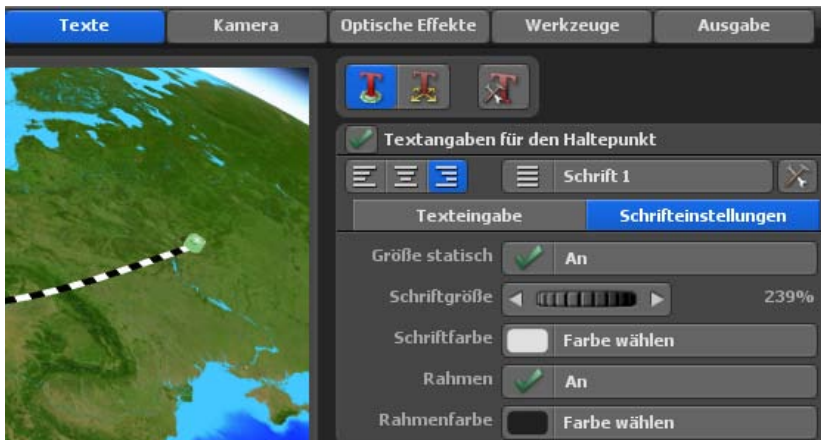 Texte Kamera Optische Effekte Werkzeuge Ausgabe
Textangaben für den Haltepunkt
Schrift 1
Texteingabe Schrifteinstellungen
Größe statisch An
Schriftgröße 239%
Schriftfarbe Farbe wählen
Rahmen An
Rahmenfarbe Farbe wählen